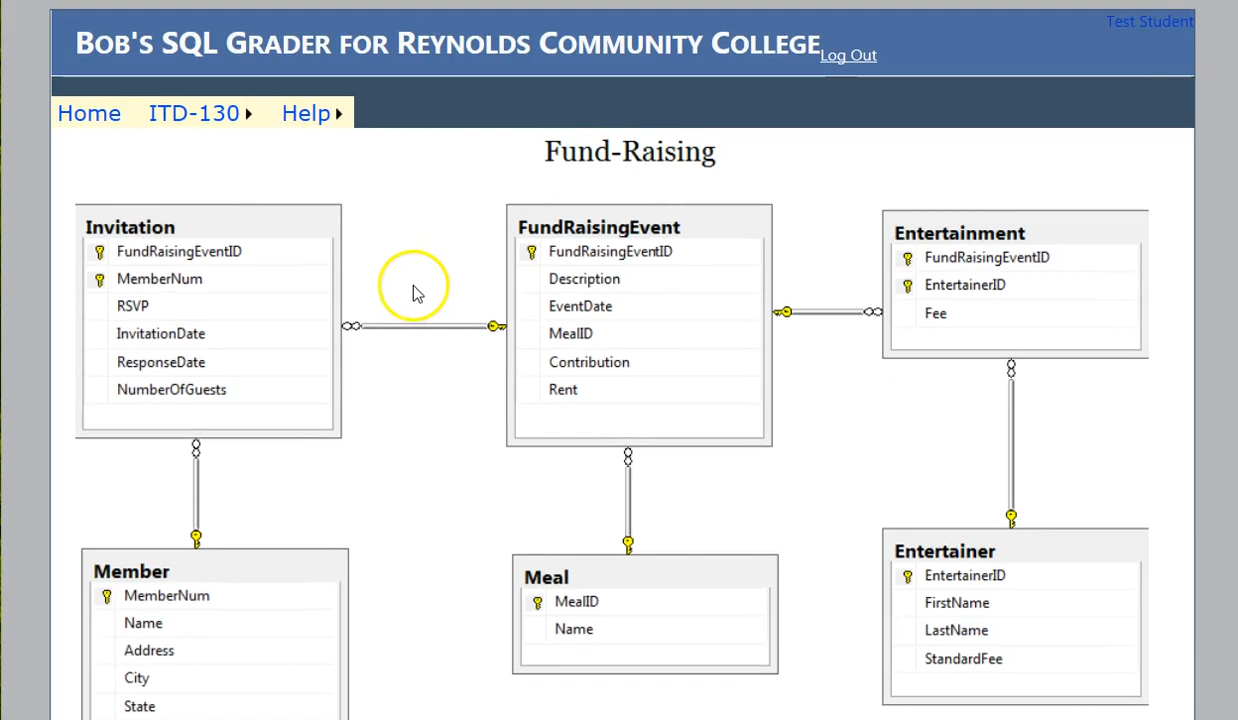 Test Student
BOB'S SQL GRADER FOR REYNOLDS COMMUNITY COLLEGE
Log Out
Home
ITD-130
Help
Fund-Raising
Invitation
FundRaisingEventID
MemberNum
RSVP
InvitationDate
ResponseDate
NumberOfGuests
FundRaisingEvent
FundRaisingEventID
Description
EventDate
MealID
Contribution
Rent
Entertainment
FundRaisingEventID
EntertainerID
Fee
Member
MemberNum
Name
Address
City
State
Meal
MealID
Name
Entertainer
EntertainerID
FirstName
LastName
StandardFee